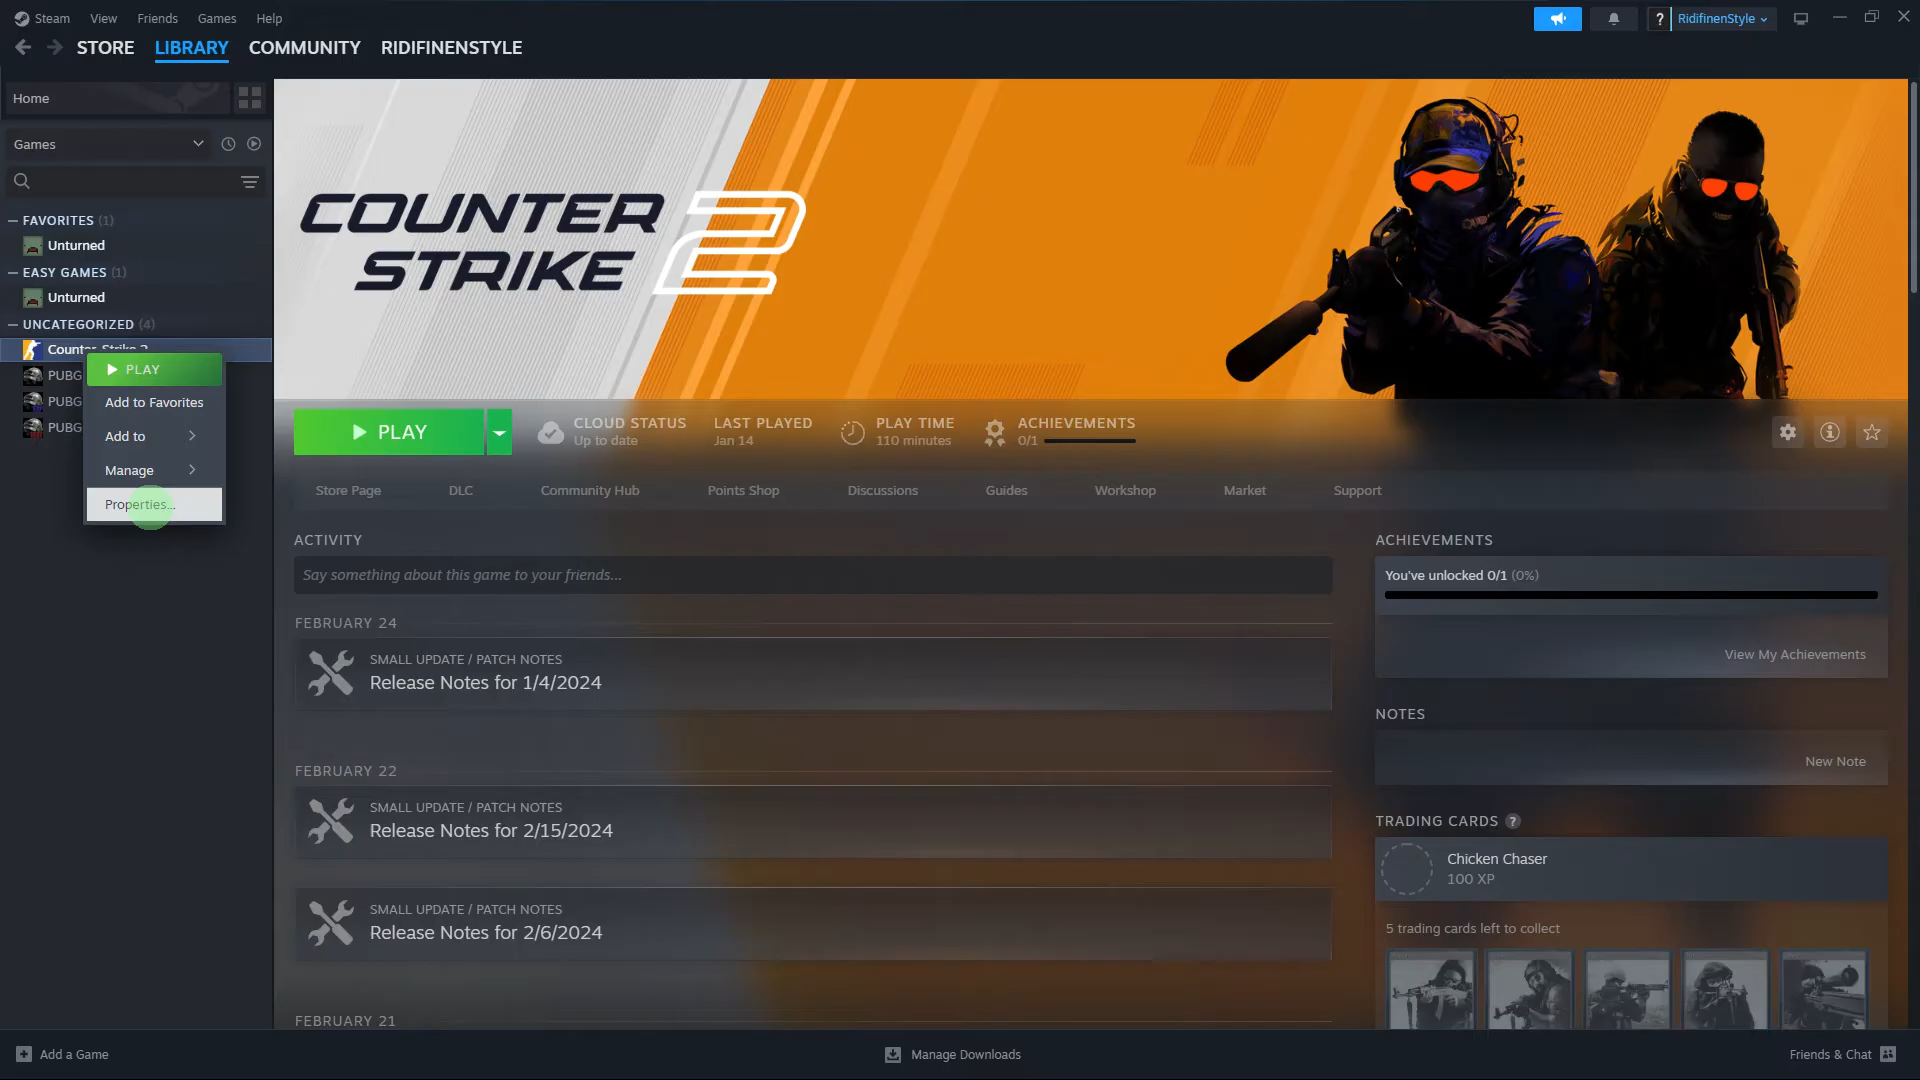 Steam View Friends Games Help
? RidifinenStyle
STORE LIBRARY COMMUNITY RIDIFINENSTYLE
Home
Games
FAVORITES (1)
Unturned
EASY GAMES (1)
Unturned
UNCATEGORIZED (4)
Counter-Strike 2
PUBG
PUBG
PUBG
PLAY
Add to Favorites
Add to
Manage
Properties...
COUNTER
STRIKE 2
PLAY
CLOUD STATUS
Up to date
LAST PLAYED
Jan 14
PLAY TIME
110 minutes
ACHIEVEMENTS
0/1
Store Page DLC Community Hub Points Shop Discussions Guides Workshop Market Support
ACTIVITY
Say something about this game to your friends...
FEBRUARY 24
SMALL UPDATE / PATCH NOTES
Release Notes for 1/4/2024
FEBRUARY 22
SMALL UPDATE / PATCH NOTES
Release Notes for 2/15/2024
SMALL UPDATE / PATCH NOTES
Release Notes for 2/6/2024
FEBRUARY 21
ACHIEVEMENTS
You've unlocked 0/1 (0%)
View My Achievements
NOTES
New Note
TRADING CARDS ?
Chicken Chaser
100 XP
5 trading cards left to collect
Add a Game
Manage Downloads
Friends & Chat